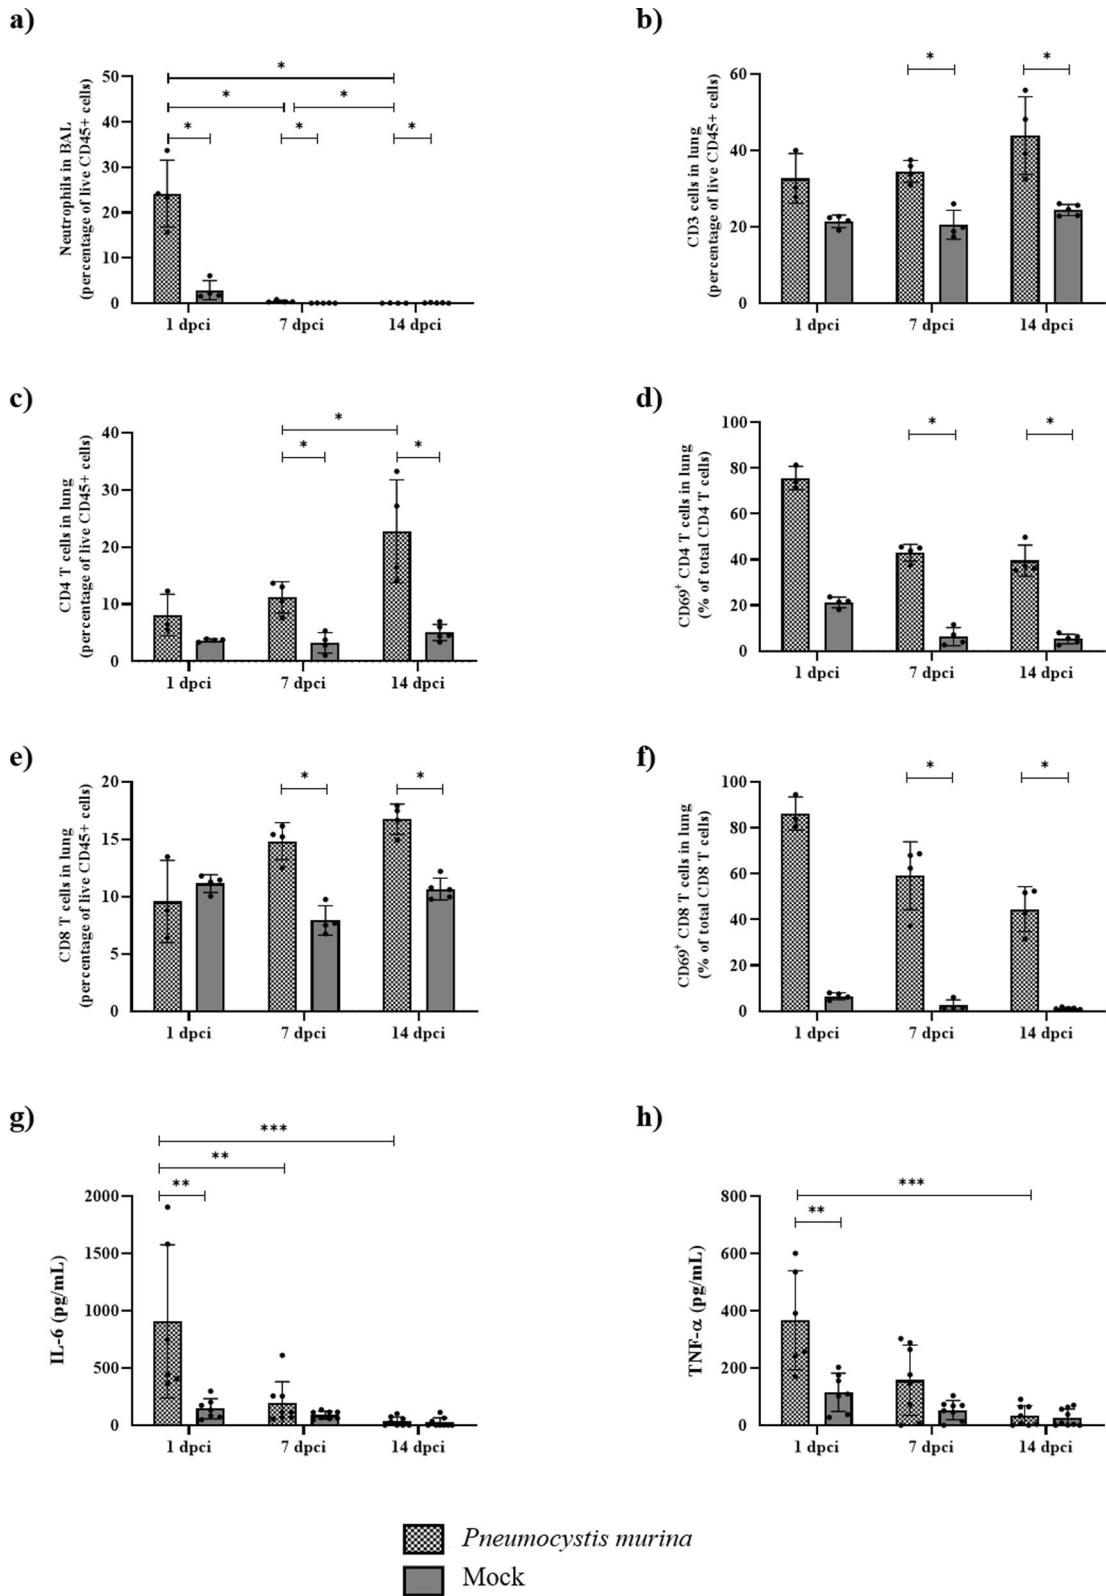 a)
Neutrophils in BAL
(percentage of live CD45+ cells)
50
40
30
20
10
0
*
*
*
*
*
*
1 dpci
7 dpci
14 dpci
b)
CD3 cells in lung
(percentage of live CD45+ cells)
60
40
20
0
*
*
1 dpci
7 dpci
14 dpci
c)
CD4 T cells in lung
(percentage of live CD45+ cells)
40
30
20
10
0
*
*
*
1 dpci
7 dpci
14 dpci
d)
CD69+ CD4 T cells in lung
(% of total CD4 T cells)
100
80
60
40
20
0
*
*
1 dpci
7 dpci
14 dpci
e)
CD8 T cells in lung
(percentage of live CD45+ cells)
20
15
10
5
0
*
*
1 dpci
7 dpci
14 dpci
f)
CD69+ CD8 T cells in lung
(% of total CD8 T cells)
100
80
60
40
20
0
*
*
1 dpci
7 dpci
14 dpci
g)
IL-6 (pg/mL)
2000
1500
1000
500
0
***
**
**
1 dpci
7 dpci
14 dpci
h)
TNF-α (pg/mL)
800
600
400
200
0
***
**
1 dpci
7 dpci
14 dpci
Pneumocystis murina
Mock